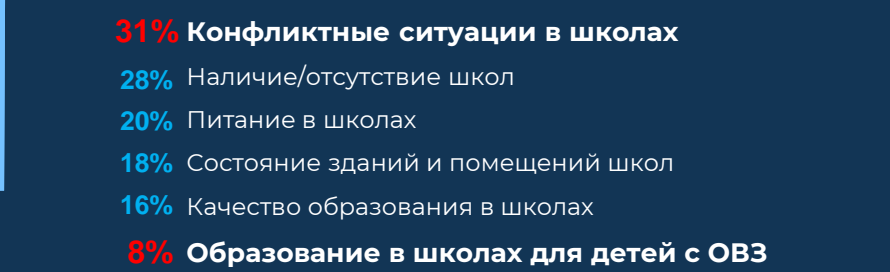 31% Конфликтные ситуации в школах
28% Наличие/отсутствие школ
20% Питание в школах
18% Состояние зданий и помещений школ
16% Качество образования в школах
8% Образование в школах для детей с ОВЗ